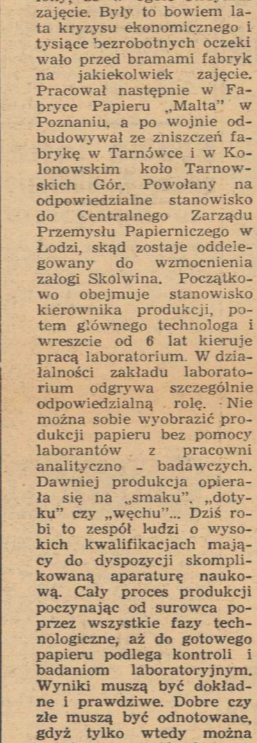 zajęcie. Były to bowiem la-
ta kryzysu ekonomicznego i
tysiące bezrobotnych oczeki
wało przed bramami fabryk
na jakiekolwiek zajęcie.
Pracował następnie w Fa-
bryce Papieru „Malta” w
Poznaniu, a po wojnie od-
budowywał ze zniszczeń fa-
brykę w Tarnówce i w Ko-
lonowskim koło Tarnow-
skich Gór. Powołany na
odpowiedzialne stanowisko
do Centralnego Zarządu
Przemysłu Papierniczego w
Łodzi, skąd zostaje oddele-
gowany do wzmocnienia
załogi Skolwina. Początko-
wo obejmuje stanowisko
kierownika produkcji, po-
tem głównego technologa i
wreszcie od 6 lat kieruje
pracą laboratorium. W dzia-
łalności zakładu laborato-
rium odgrywa szczególnie
odpowiedzialną rolę. Nie
można sobie wyobrazić pro-
dukcji papieru bez pomocy
laborantów z pracowni
analityczno - badawczych.
Dawniej produkcja opiera-
ła się na „smaku”, „doty-
ku” czy „węchu”... Dziś ro-
bi to zespół ludzi o wyso-
kich kwalifikacjach mają-
cy do dyspozycji skompli-
kowaną aparaturę nauko-
wą. Cały proces produkcji
poczynając od surowca po-
przez wszystkie fazy tech-
nologiczne, aż do gotowego
papieru podlega kontroli i
badaniom laboratoryjnym.
Wyniki muszą być dokład-
ne i prawdziwe. Dobre czy
złe muszą być odnotowane,
gdyż tylko wtedy można